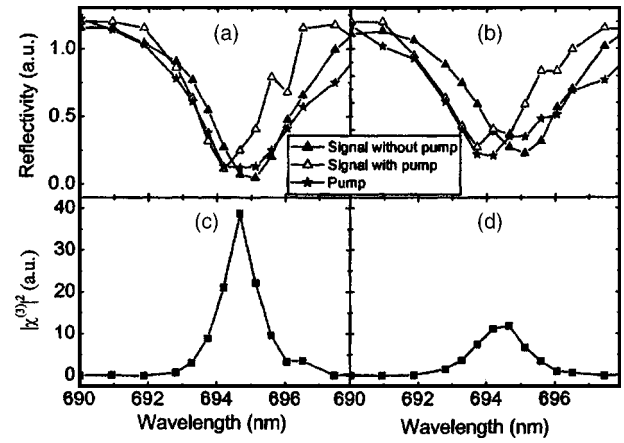 (a)
(b)
Reflectivity (a.u.)
1.0
0.5
0.0
Signal without pump
Signal with pump
Pump
(c)
(d)
|χ⁽³⁾|² (a.u.)
40
30
20
10
0
690 692 694 696 690 692 694 696
Wavelength (nm) Wavelength (nm)